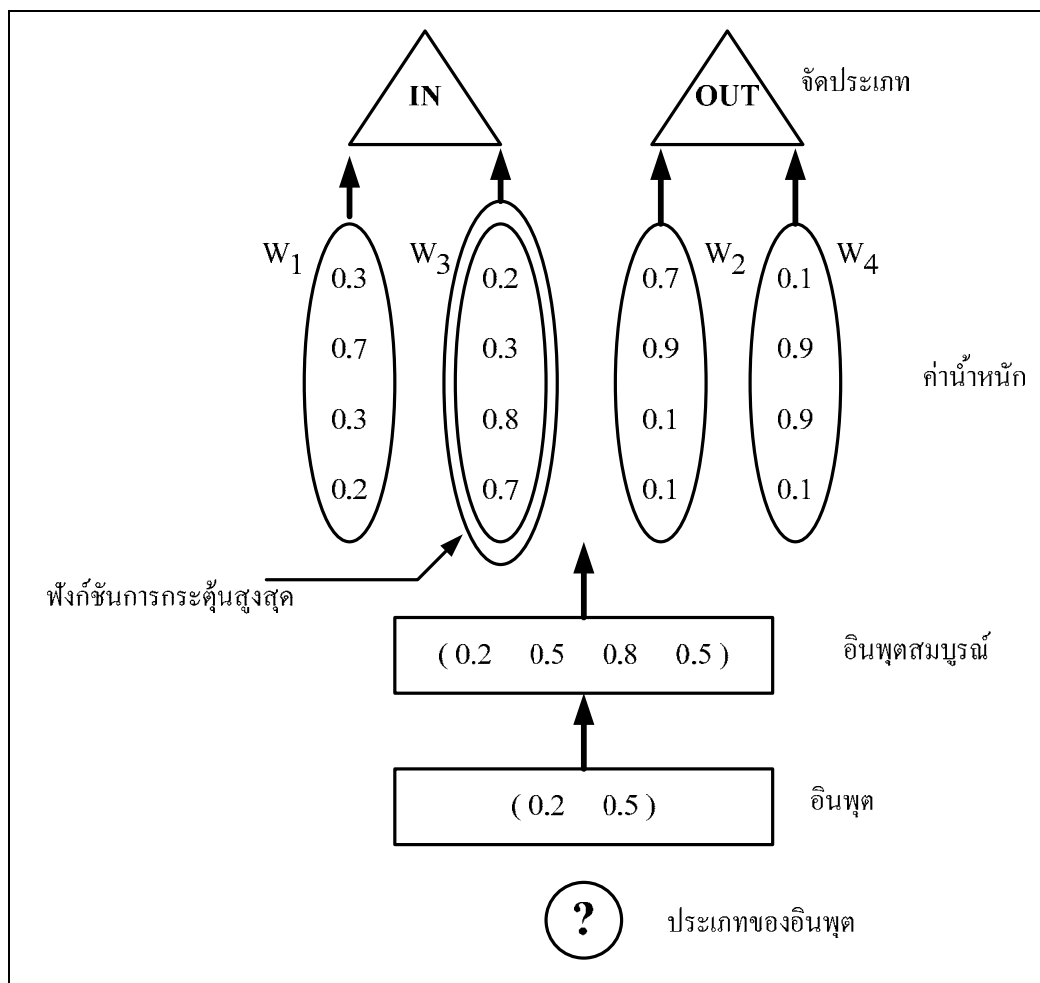 IN
OUT
จัดประเภท
W1
W3
W2
W4
0.3 0.2 0.7 0.1
0.7 0.3 0.9 0.9
0.3 0.8 0.1 0.9
0.2 0.7 0.1 0.1
ค่าน้ำหนัก
ฟังก์ชันการกระตุ้นสูงสุด
( 0.2 0.5 0.8 0.5 )
อินพุตสมบูรณ์
( 0.2 0.5 )
อินพุต
?
ประเภทของอินพุต